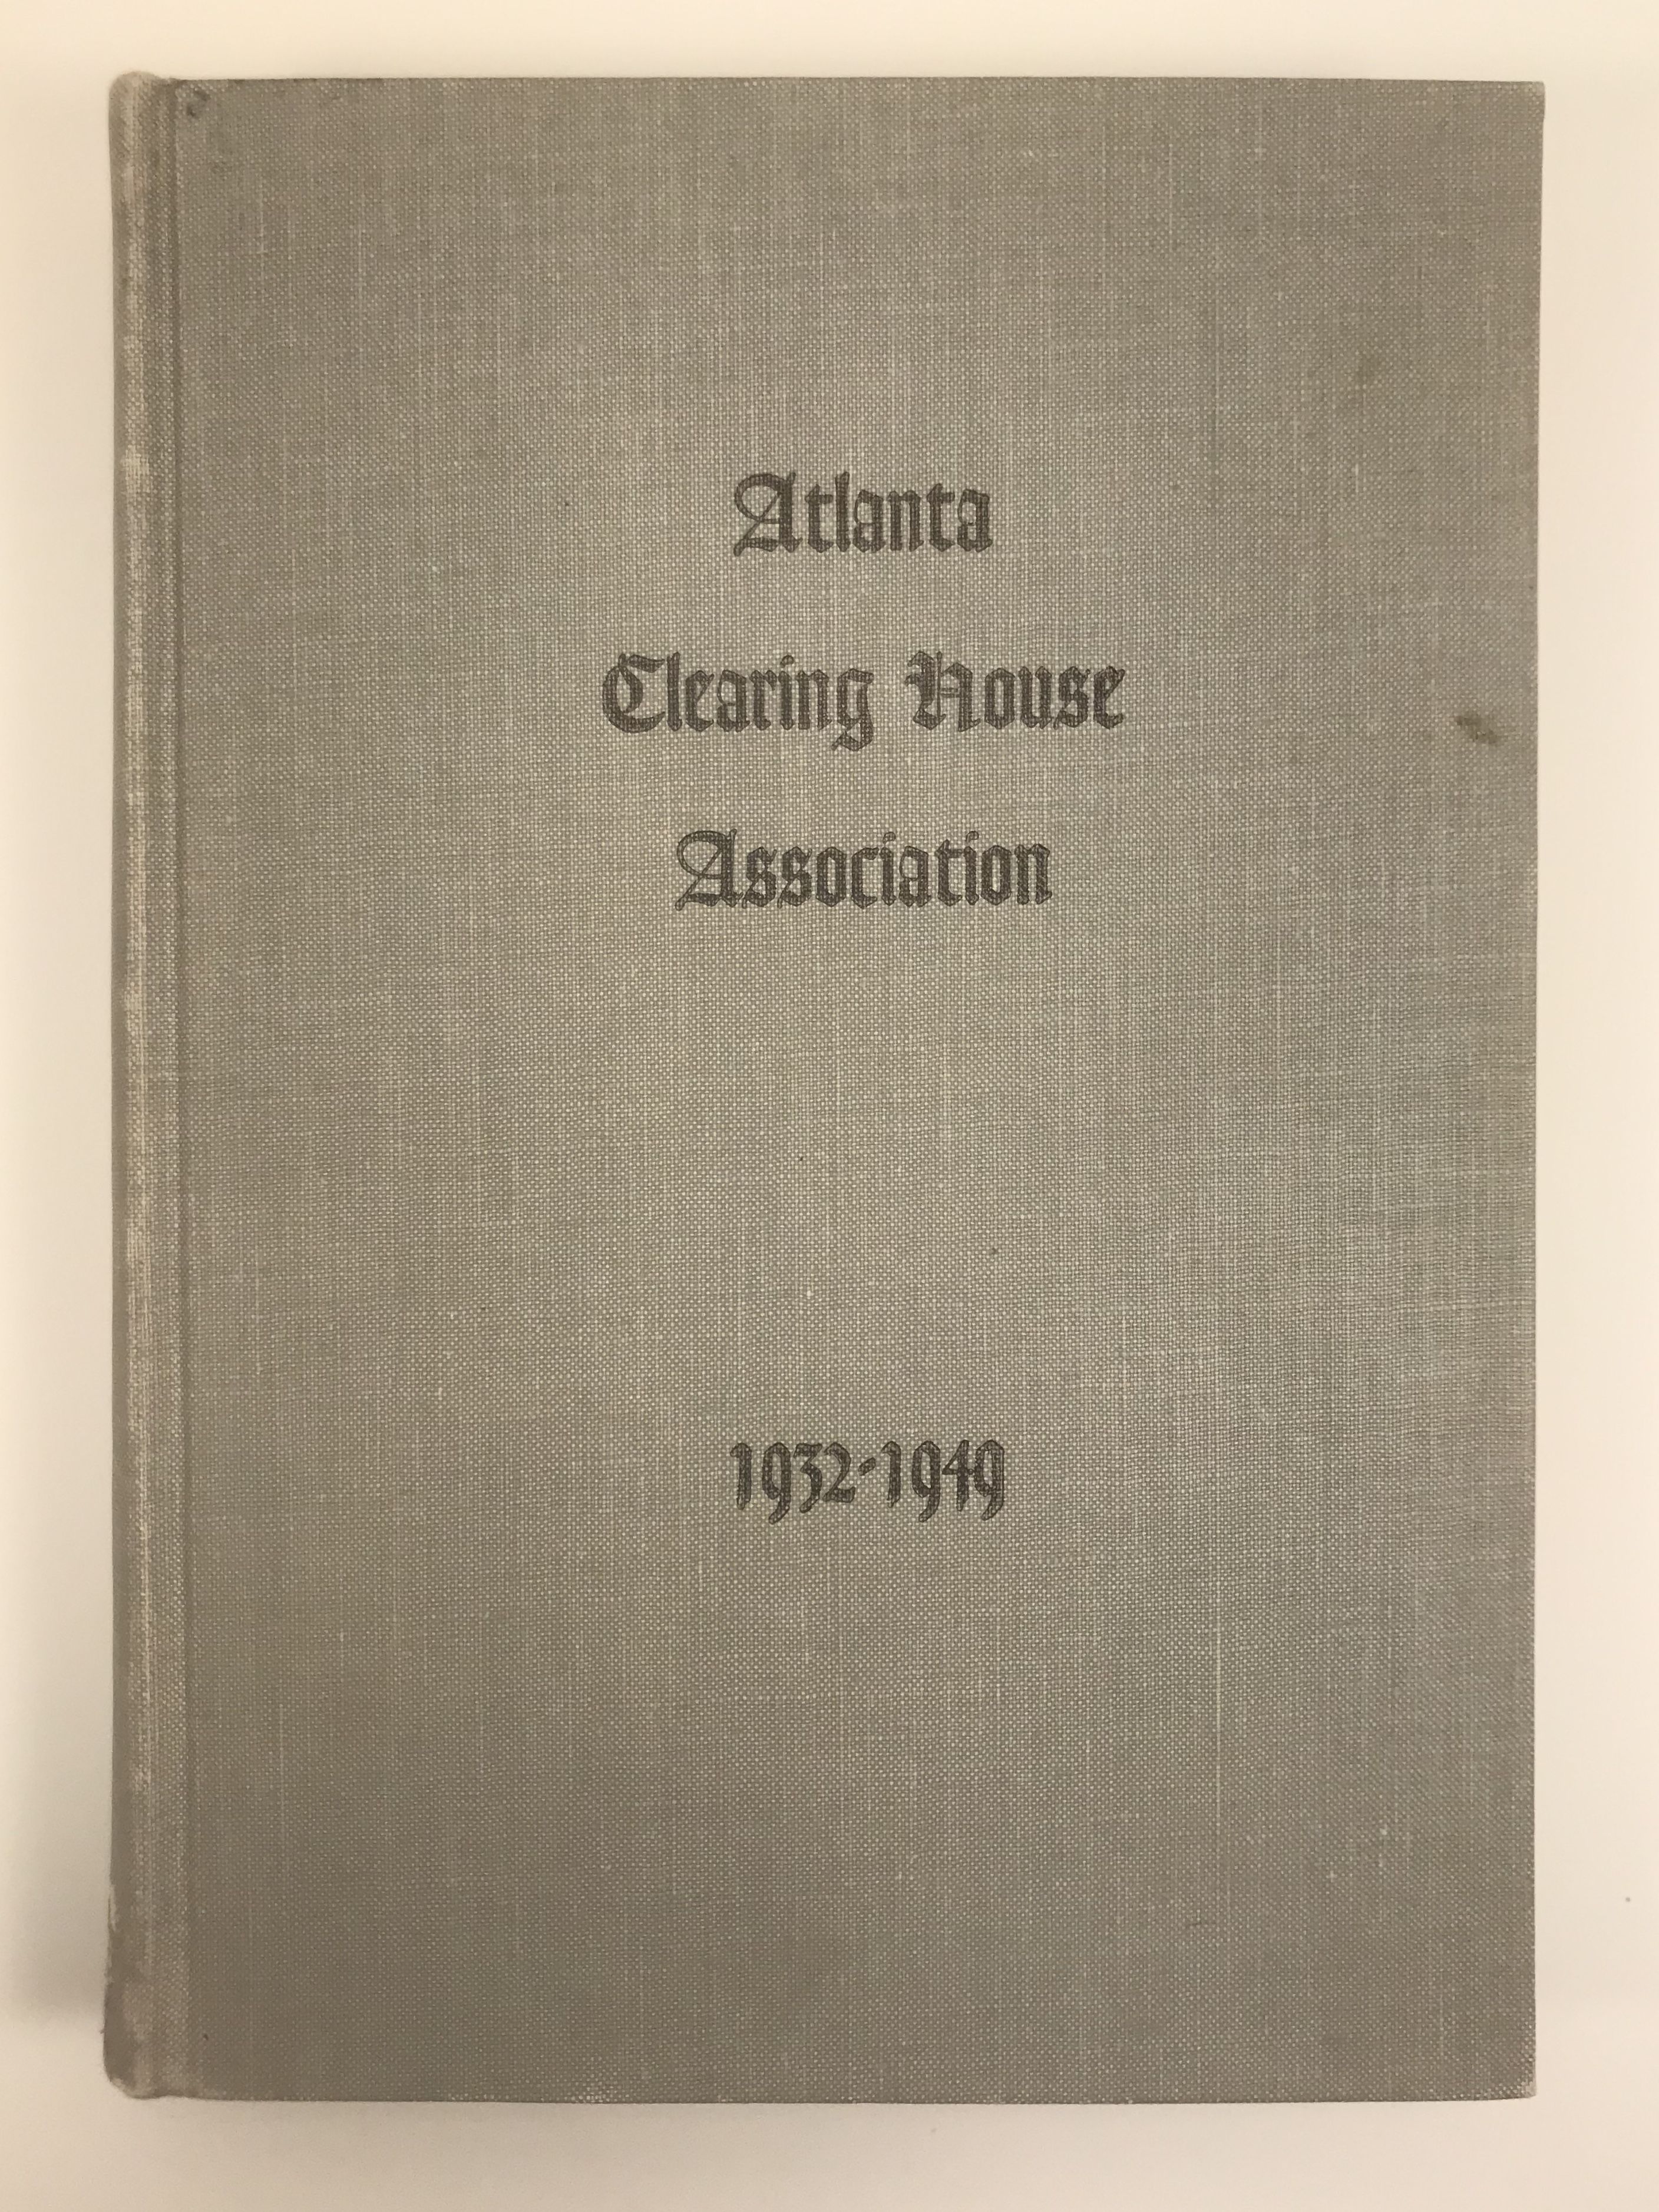 Atlanta
Clearing House
Association
1932-1949